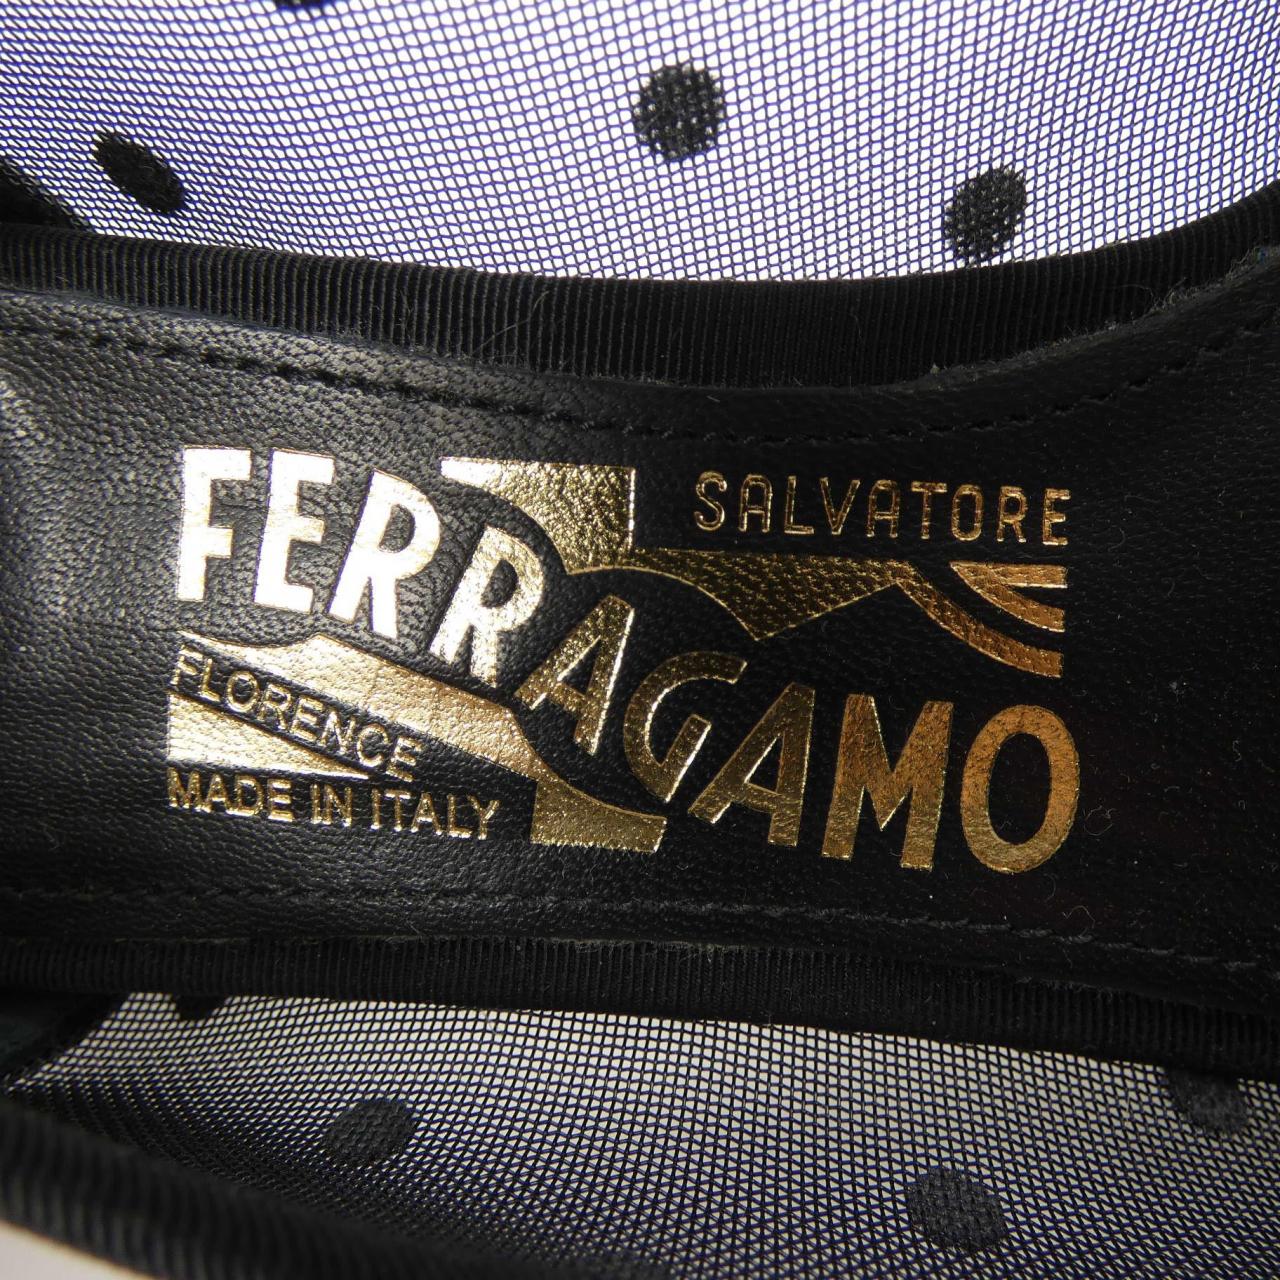 SALVATORE
FERRAGAMO
FLORENCE
MADE IN ITALY